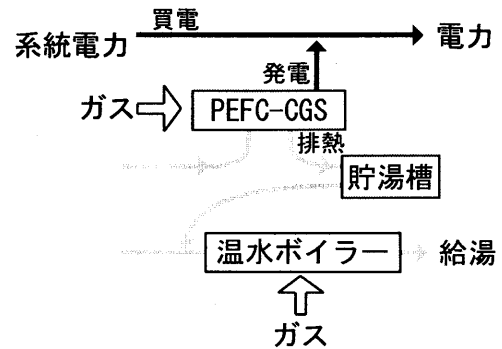 買電
系統電力
電力
発電
ガス
PEFC-CGS
排熱
貯湯槽
温水ボイラー
給湯
ガス